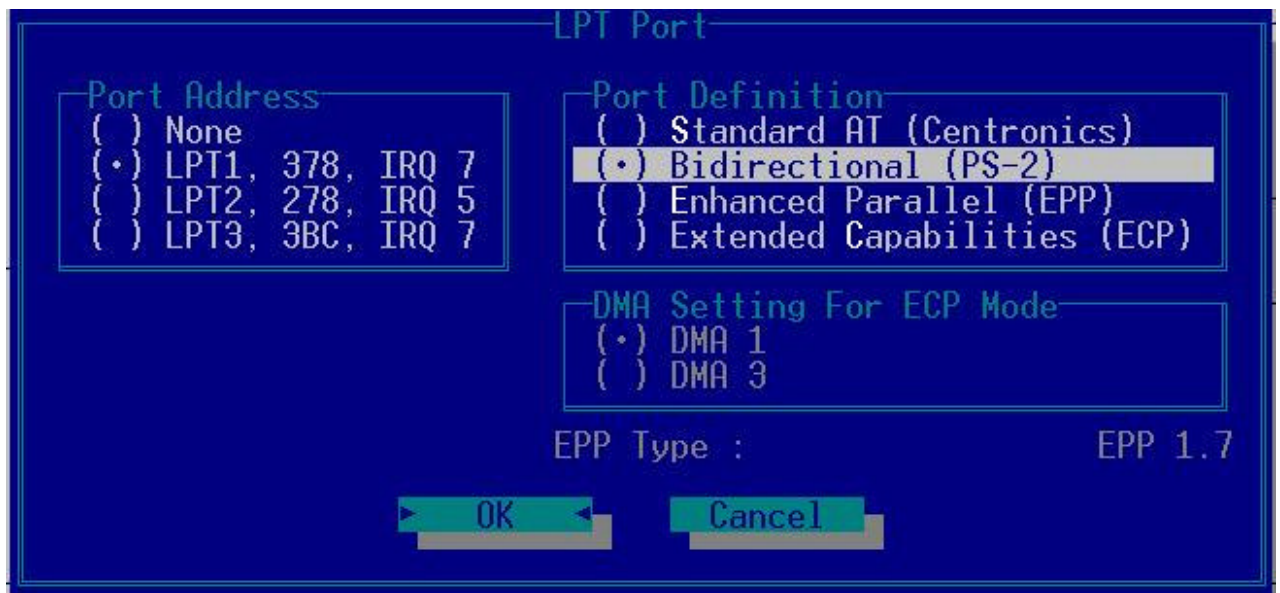 LPT Port
Port Address
( ) None
(•) LPT1, 378, IRQ 7
( ) LPT2, 278, IRQ 5
( ) LPT3, 3BC, IRQ 7
Port Definition
( ) Standard AT (Centronics)
(•) Bidirectional (PS-2)
( ) Enhanced Parallel (EPP)
( ) Extended Capabilities (ECP)
DMA Setting For ECP Mode
(•) DMA 1
( ) DMA 3
EPP Type : EPP 1.7
► OK ◄ Cancel